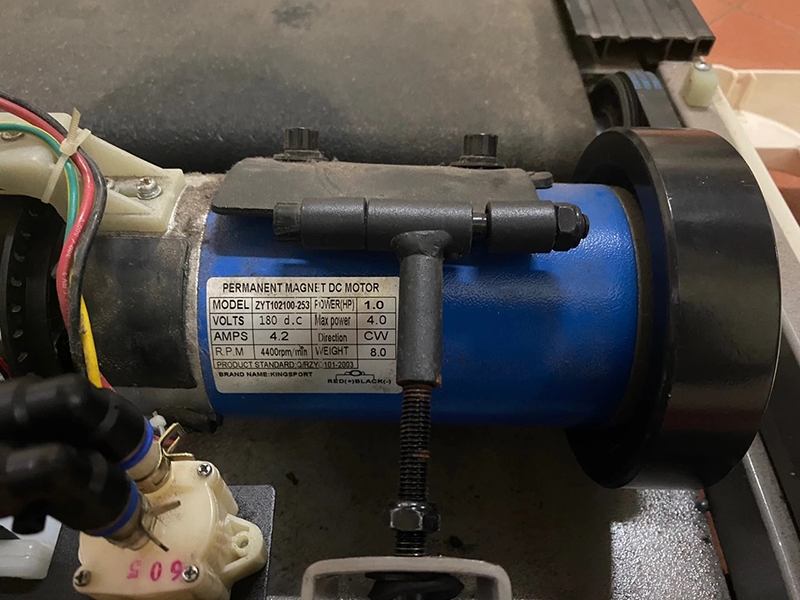 PERMANENT MAGNET DC MOTOR
MODEL ZYT102100-253 POWER(HP) 1.0
VOLTS 180 d.c Max power 4.0
AMPS 4.2 Direction CW
R.P.M 4400rpm/min WEIGHT 8.0
PRODUCT STANDARD:Q/RZYC 101-2003
BRAND NAME:KINGSPORT
RED(+)BLACK(-)
605